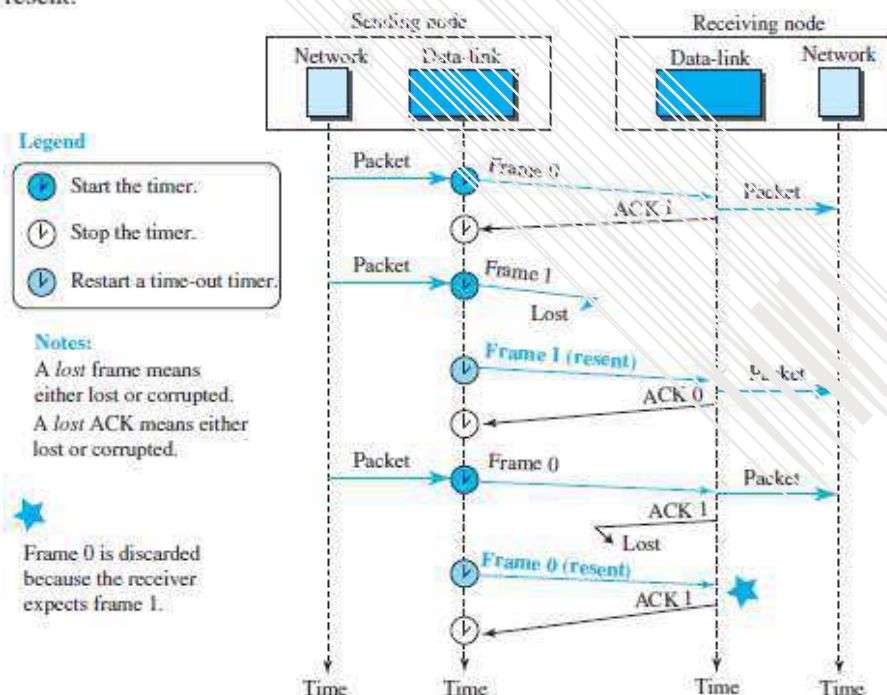 Sending node
Receiving node
Network
Data-link
Data-link
Network
Legend
Start the timer.
Stop the timer.
Restart a time-out timer.
Notes:
A lost frame means
either lost or corrupted.
A lost ACK means either
lost or corrupted.
Frame 0 is discarded
because the receiver
expects frame 1.
Packet
Frame 0
Packet
ACK 1
Packet
Frame 1
Lost
Frame 1 (resent)
Packet
ACK 0
Packet
Frame 0
Packet
ACK 1
Lost
Frame 0 (resent)
ACK 1
Time
Time
Time
Time